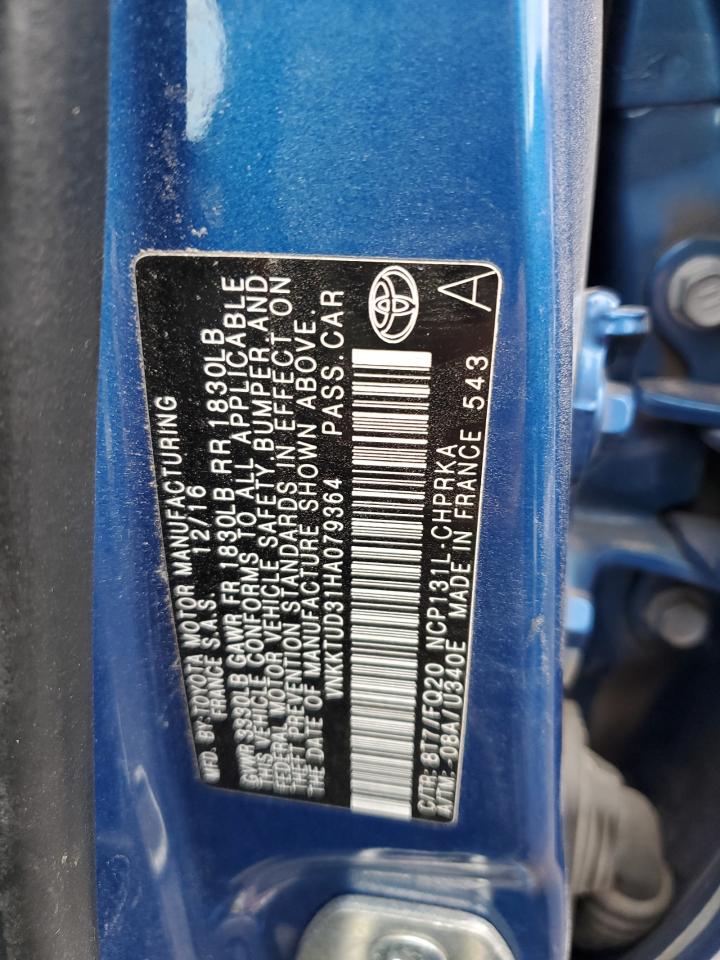 MFD. BY: TOYOTA MOTOR MANUFACTURING
FRANCE S.A.S. 12/16
GVWR 3330LB GAWR FR 1830LB RR 1830LB
THIS VEHICLE CONFORMS TO ALL APPLICABLE
FEDERAL MOTOR VEHICLE SAFETY, BUMPER AND
THEFT PREVENTION STANDARDS IN EFFECT ON
THE DATE OF MANUFACTURE SHOWN ABOVE.
VNKKTUD31HA079364 PASS.CAR
C/TR: 8T7/FQ20 NCP131L-CHPRKA
A/TM: -08A/U340E MADE IN FRANCE 543 A